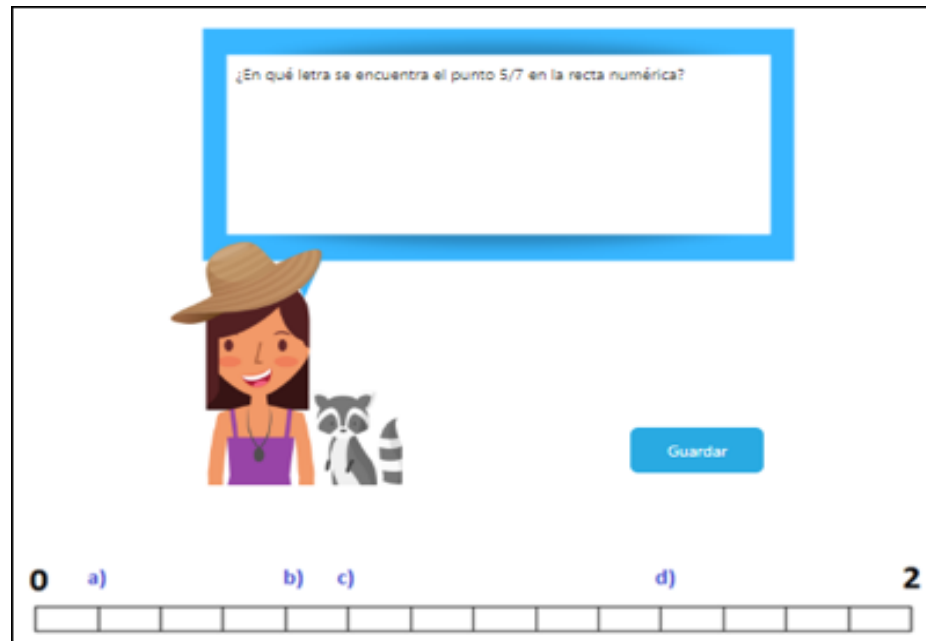 ¿En qué letra se encuentra el punto 5/7 en la recta numérica?
Guardar
0 a) b) c) d) 2